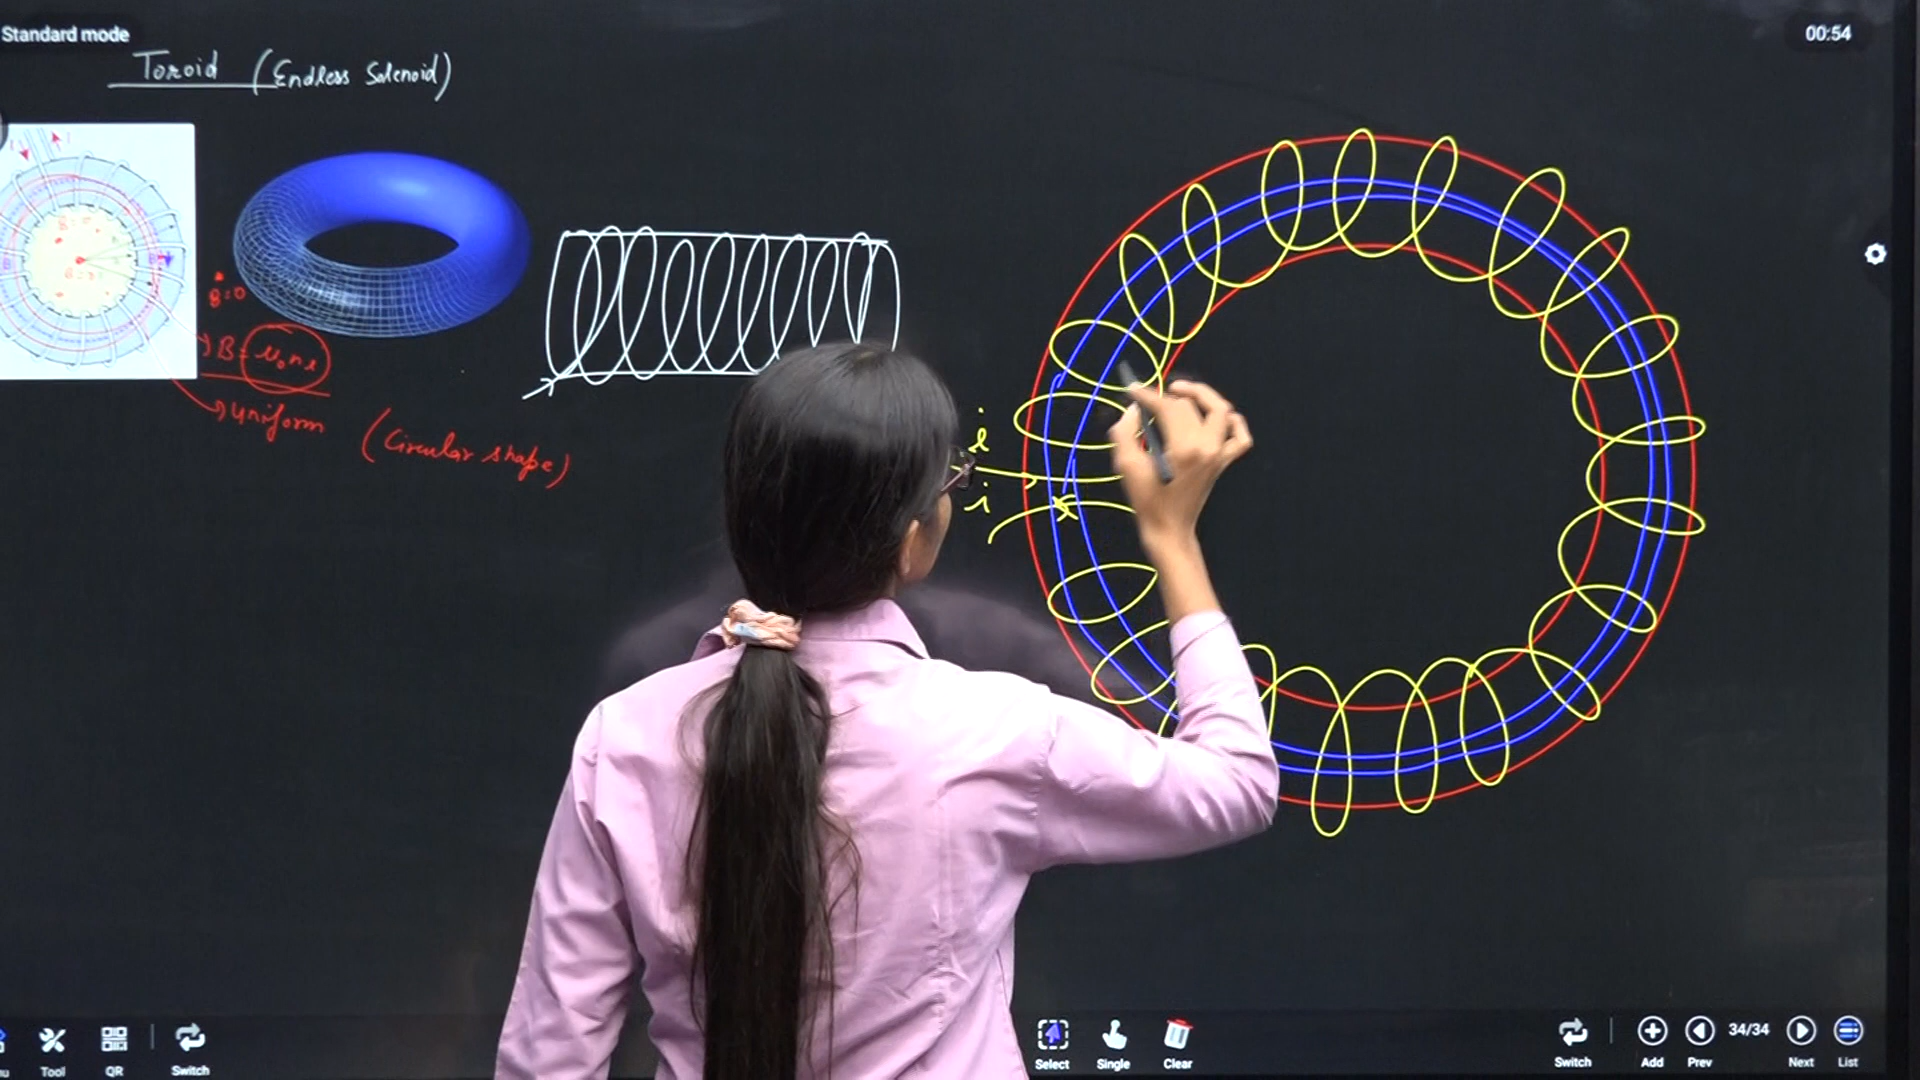 Standard mode
00:54
Toroid (Endless Solenoid)
B=0
B=μ₀ni
uniform (Circular shape)
i
i
Tool
QR
Switch
Select
Single
Clear
Switch
Add
Prev
34/34
Next
List